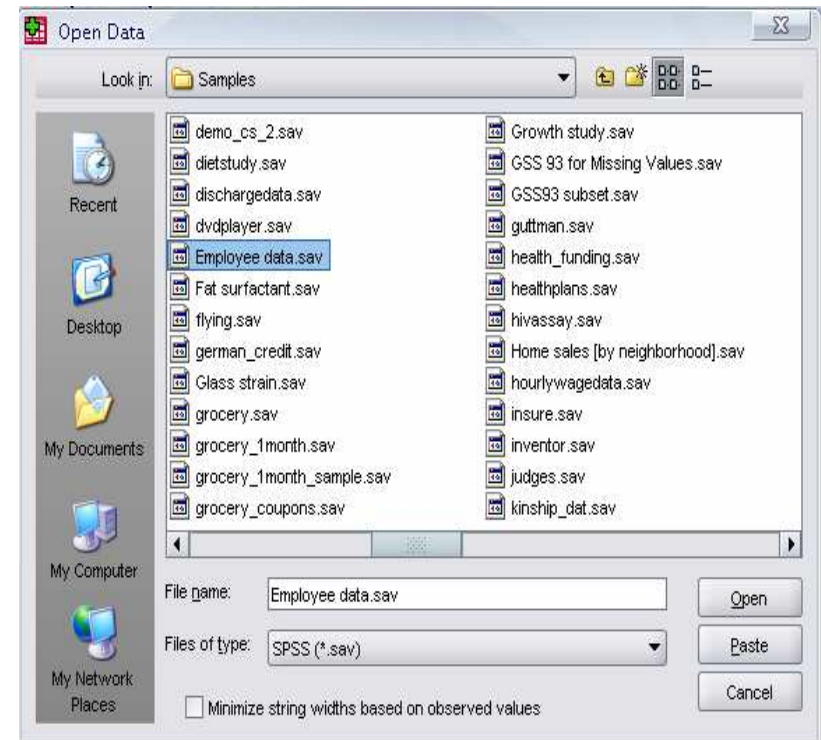 Open Data
Look in:
Samples
Recent
Desktop
My Documents
My Computer
My Network
Places
demo_cs_2.sav
dietstudy.sav
dischargedata.sav
dvdplayer.sav
Employee data.sav
Fat surfactant.sav
flying.sav
german_credit.sav
Glass strain.sav
grocery.sav
grocery_1month.sav
grocery_1month_sample.sav
grocery_coupons.sav
Growth study.sav
GSS 93 for Missing Values.sav
GSS93 subset.sav
guttman.sav
health_funding.sav
healthplans.sav
hivassay.sav
Home sales [by neighborhood].sav
hourlywagedata.sav
insure.sav
inventor.sav
judges.sav
kinship_dat.sav
File name:
Employee data.sav
Open
Files of type:
SPSS (*.sav)
Paste
Minimize string widths based on observed values
Cancel